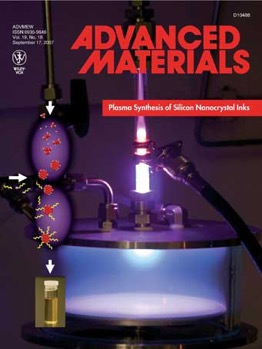 D10488
ADVMEW
ISSN 0935-9648
Vol. 19, No. 18
September 17, 2007
ADVANCED
MATERIALS
WILEY-
VCH
Plasma Synthesis of Silicon Nanocrystal Inks